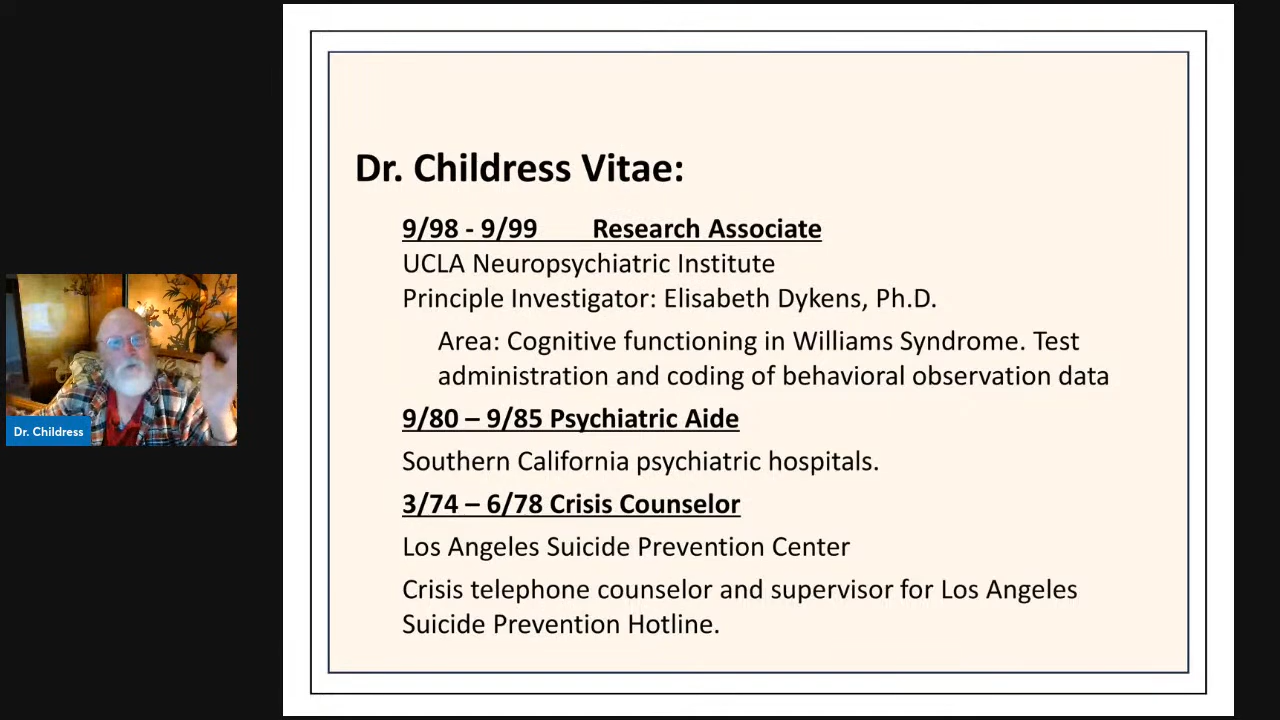 Dr. Childress Vitae:
9/98 - 9/99 Research Associate
UCLA Neuropsychiatric Institute
Principle Investigator: Elisabeth Dykens, Ph.D.
Area: Cognitive functioning in Williams Syndrome. Test
administration and coding of behavioral observation data
9/80 – 9/85 Psychiatric Aide
Southern California psychiatric hospitals.
3/74 – 6/78 Crisis Counselor
Los Angeles Suicide Prevention Center
Crisis telephone counselor and supervisor for Los Angeles
Suicide Prevention Hotline.
Dr. Childress